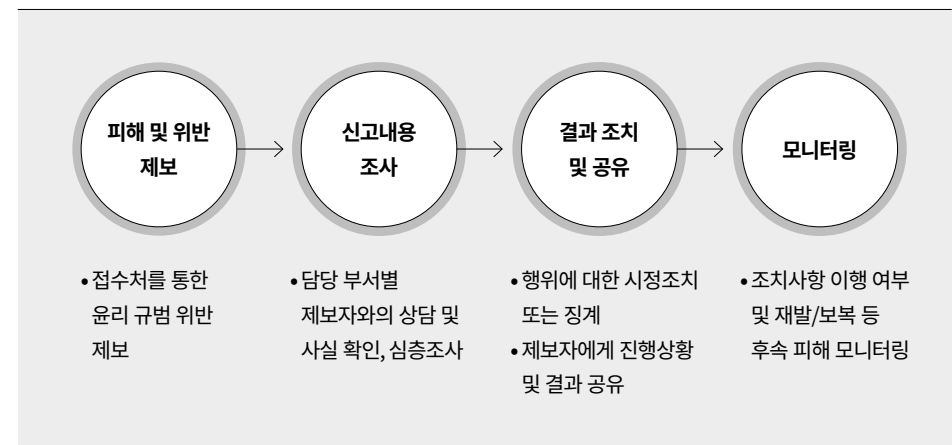 피해 및 위반
제보
신고내용
조사
결과 조치
및 공유
모니터링
• 접수처를 통한
윤리 규범 위반
제보
• 담당 부서별
제보자와의 상담 및
사실 확인, 심층조사
• 행위에 대한 시정조치
또는 징계
• 제보자에게 진행상황
및 결과 공유
• 조치사항 이행 여부
및 재발/보복 등
후속 피해 모니터링